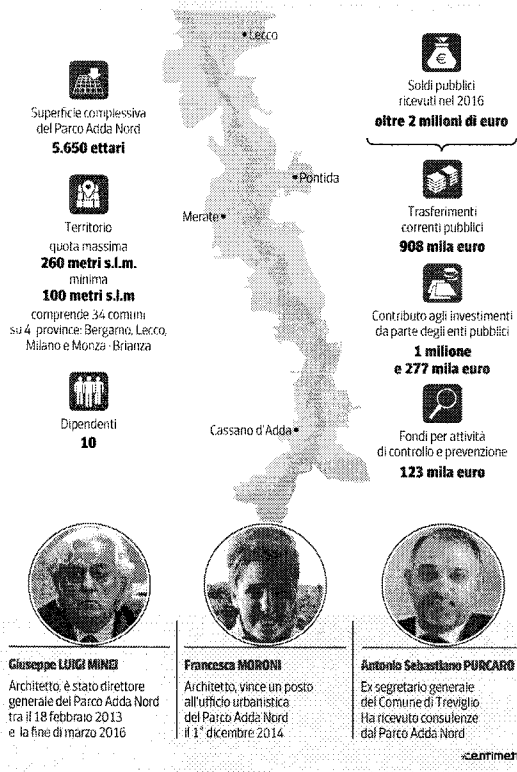 Lecco
Pontida
Merate
Cassano d'Adda
Superficie complessiva
del Parco Adda Nord
5.650 ettari
Territorio
quota massima
260 metri s.l.m.
minima
100 metri s.l.m
comprende 34 comuni
su 4 province: Bergamo, Lecco,
Milano e Monza - Brianza
Dipendenti
10
Soldi pubblici
ricevuti nel 2016
oltre 2 milioni di euro
Trasferimenti
correnti pubblici
908 mila euro
Contributo agli investimenti
da parte degli enti pubblici
1 milione
e 277 mila euro
Fondi per attività
di controllo e prevenzione
123 mila euro
Giuseppe LUIGI MINEI
Architetto, è stato direttore
generale del Parco Adda Nord
tra il 18 febbraio 2013
e la fine di marzo 2016
Francesca MORONI
Architetto, vince un posto
all'ufficio urbanistica
del Parco Adda Nord
il 1° dicembre 2014
Antonio Sebastiano PURCARO
Ex segretario generale
del Comune di Treviglio
Ha ricevuto consulenze
dal Parco Adda Nord
centimet